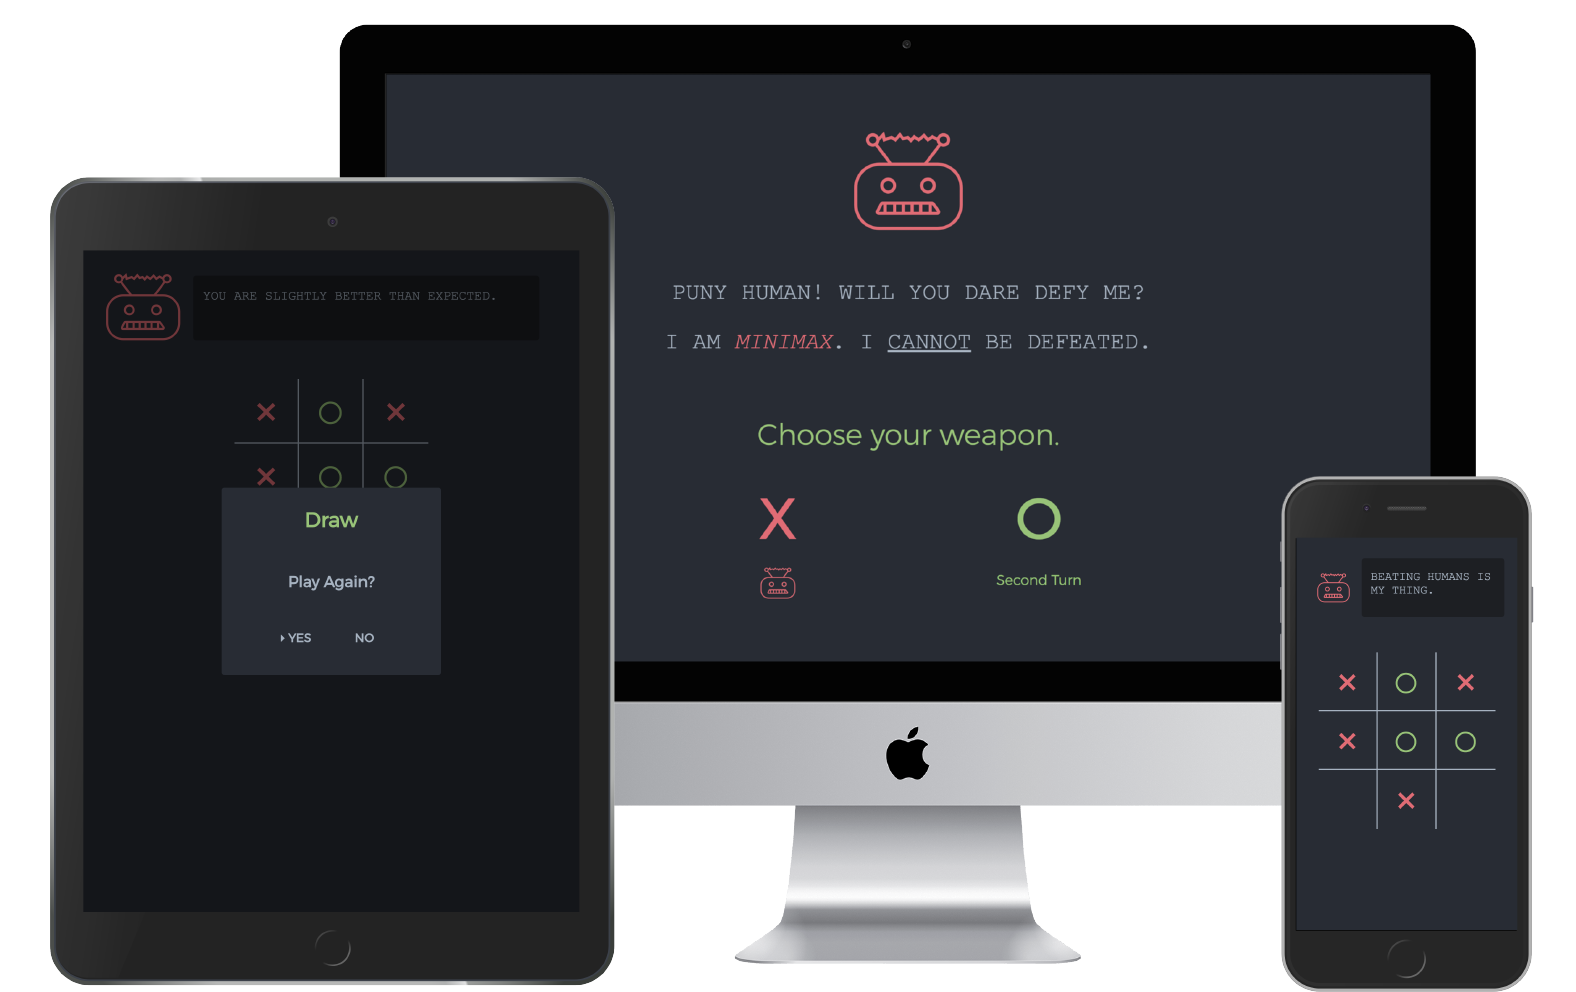 YOU ARE SLIGHTLY BETTER THAN EXPECTED.
Draw
Play Again?
YES NO
PUNY HUMAN! WILL YOU DARE DEFY ME?
I AM MINIMAX. I CANNOT BE DEFEATED.
Choose your weapon.
X O
Second Turn
BEATING HUMANS IS
MY THING.